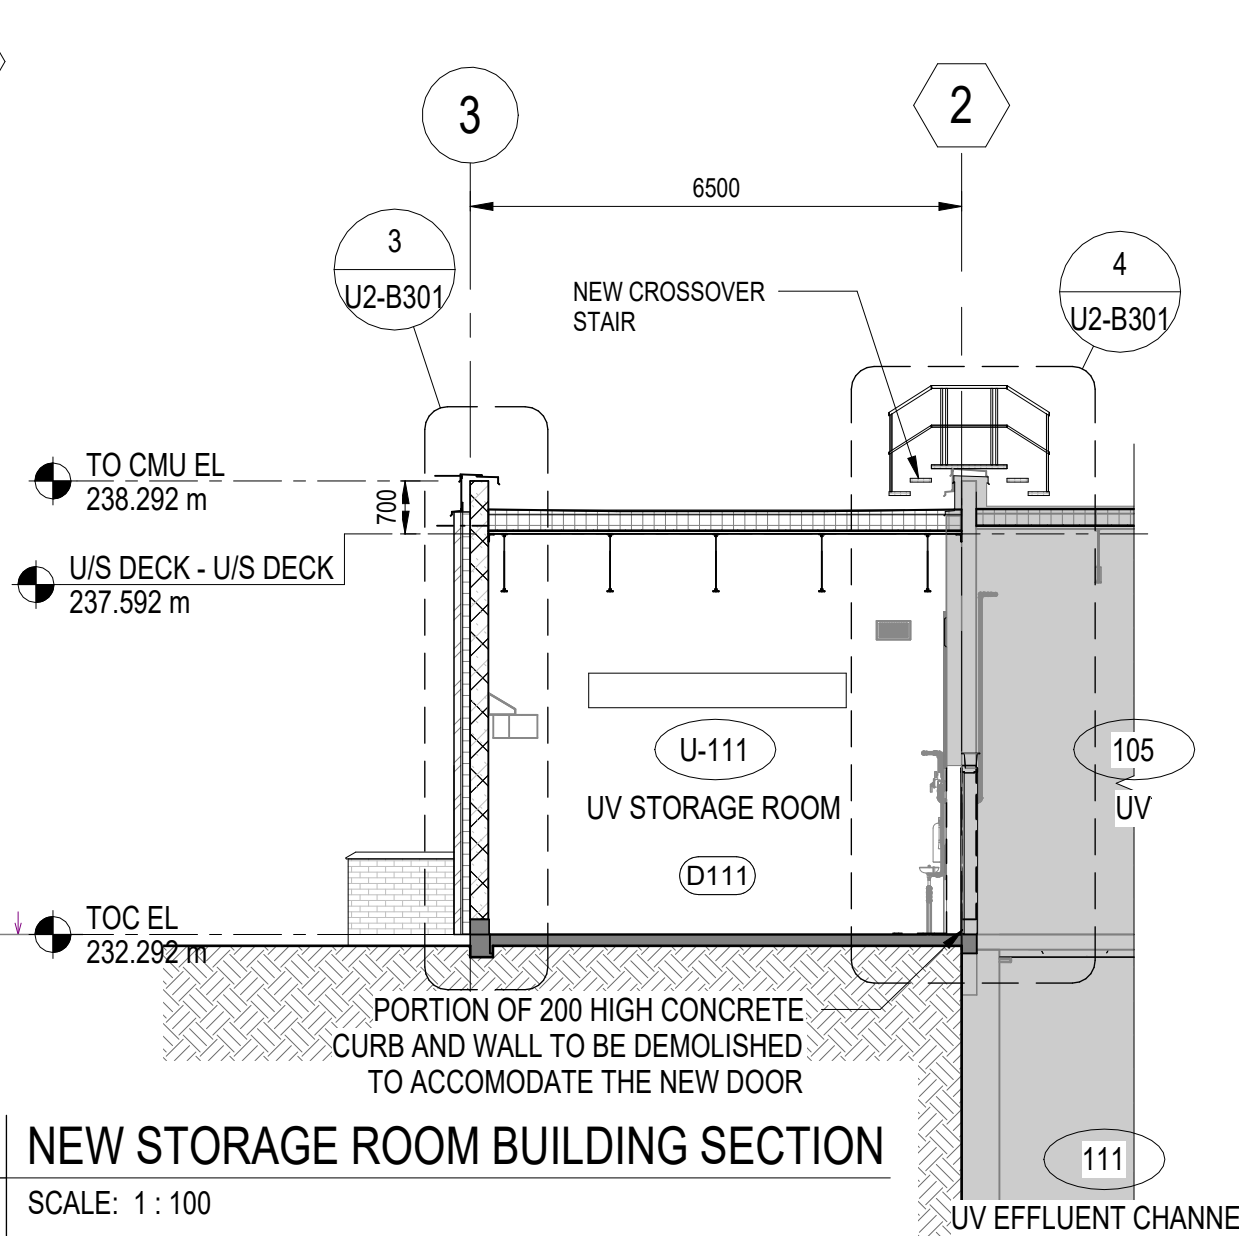 3
2
6500
3
U2-B301
4
U2-B301
NEW CROSSOVER
STAIR
TO CMU EL
238.292 m
700
U/S DECK - U/S DECK
237.592 m
U-111
105
UV STORAGE ROOM
UV
D111
TOC EL
232.292 m
PORTION OF 200 HIGH CONCRETE
CURB AND WALL TO BE DEMOLISHED
TO ACCOMODATE THE NEW DOOR
NEW STORAGE ROOM BUILDING SECTION
SCALE: 1 : 100
111
UV EFFLUENT CHANNE